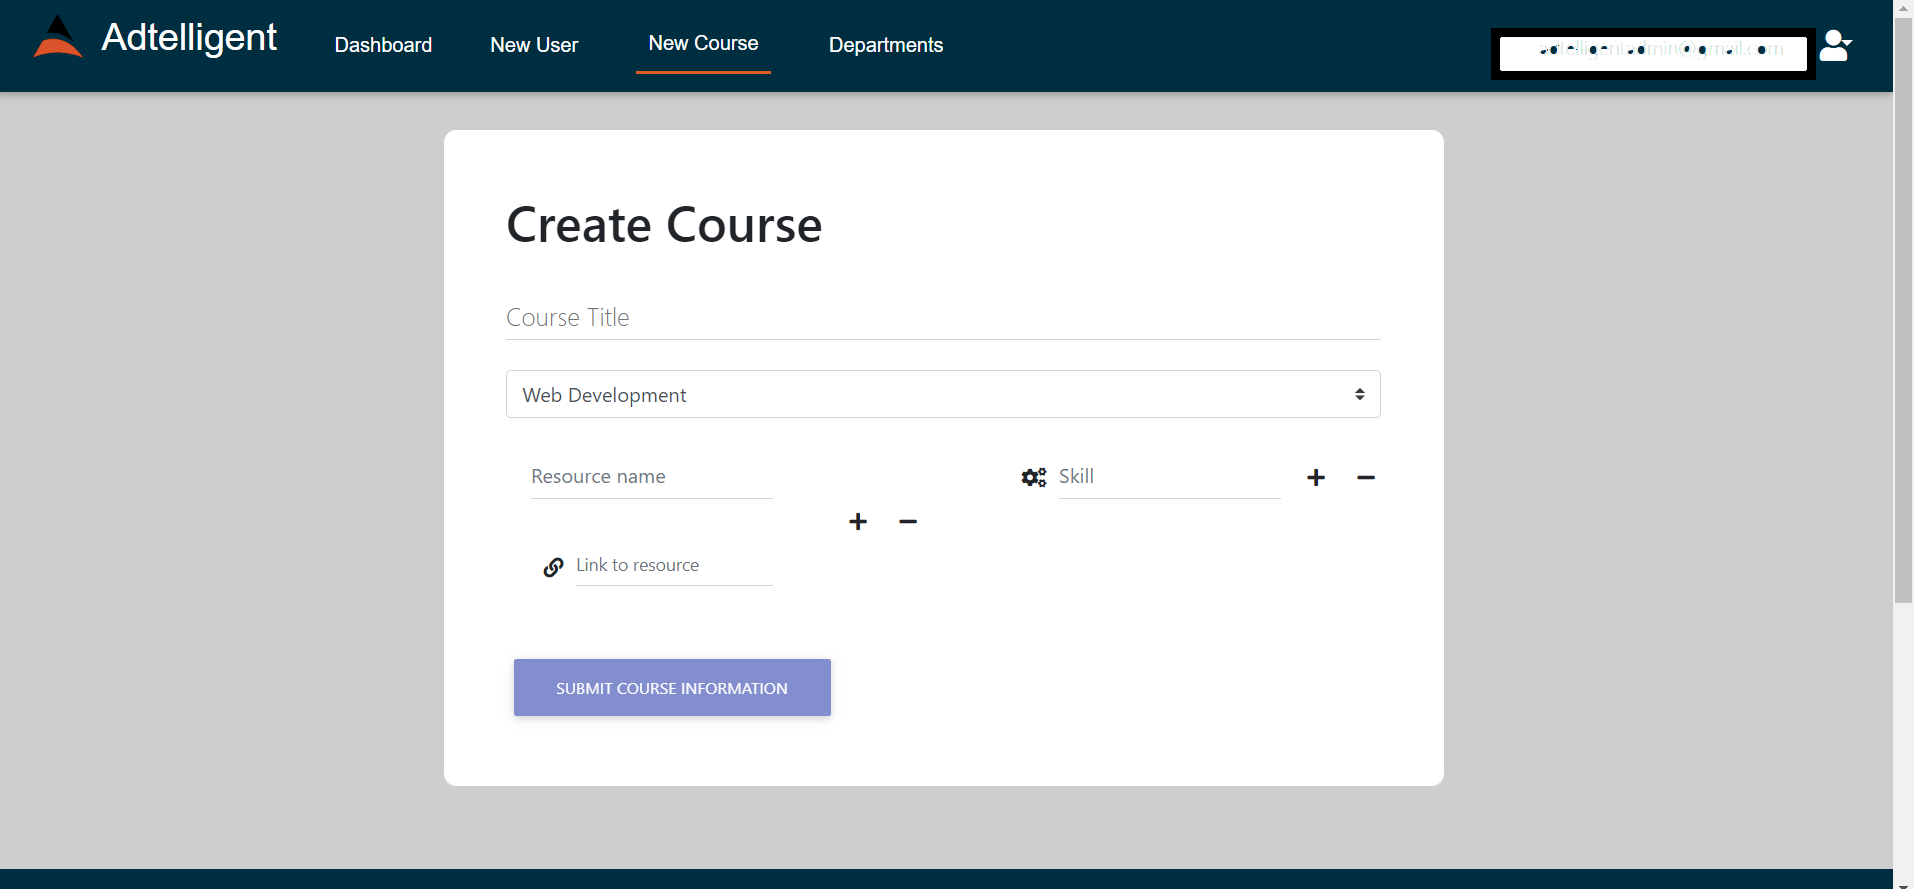 Adtelligent
Dashboard
New User
New Course
Departments
Create Course
Course Title
Web Development
Resource name
Skill
Link to resource
SUBMIT COURSE INFORMATION